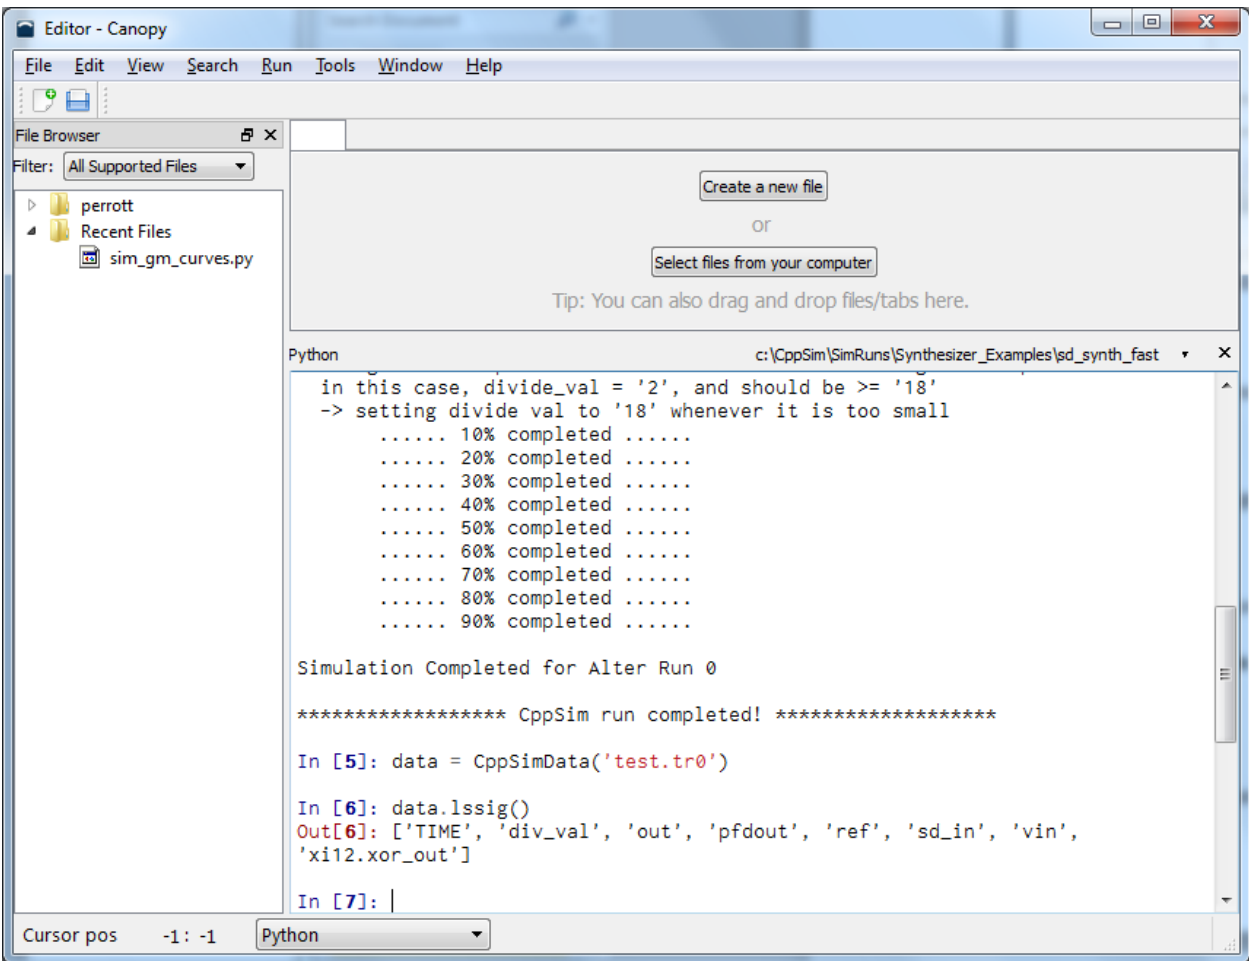 Editor - Canopy
File Edit View Search Run Tools Window Help
File Browser
Filter: All Supported Files
perrott
Recent Files
sim_gm_curves.py
Create a new file
or
Select files from your computer
Tip: You can also drag and drop files/tabs here.
Python c:\CppSim\SimRuns\Synthesizer_Examples\sd_synth_fast
in this case, divide_val = '2', and should be >= '18'
-> setting divide val to '18' whenever it is too small
...... 10% completed ......
...... 20% completed ......
...... 30% completed ......
...... 40% completed ......
...... 50% completed ......
...... 60% completed ......
...... 70% completed ......
...... 80% completed ......
...... 90% completed ......
Simulation Completed for Alter Run 0
****************** CppSim run completed! *******************
In [5]: data = CppSimData('test.tr0')
In [6]: data.lssig()
Out[6]: ['TIME', 'div_val', 'out', 'pfdout', 'ref', 'sd_in', 'vin',
'xi12.xor_out']
In [7]:
Cursor pos -1 : -1 Python